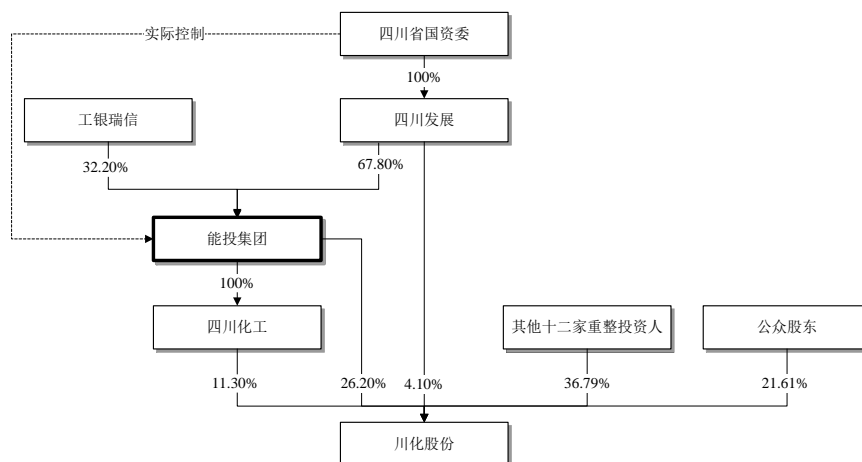 实际控制
四川省国资委
100%
工银瑞信
四川发展
32.20%
67.80%
能投集团
100%
四川化工
其他十二家重整投资人
公众股东
11.30%
26.20%
4.10%
36.79%
21.61%
川化股份